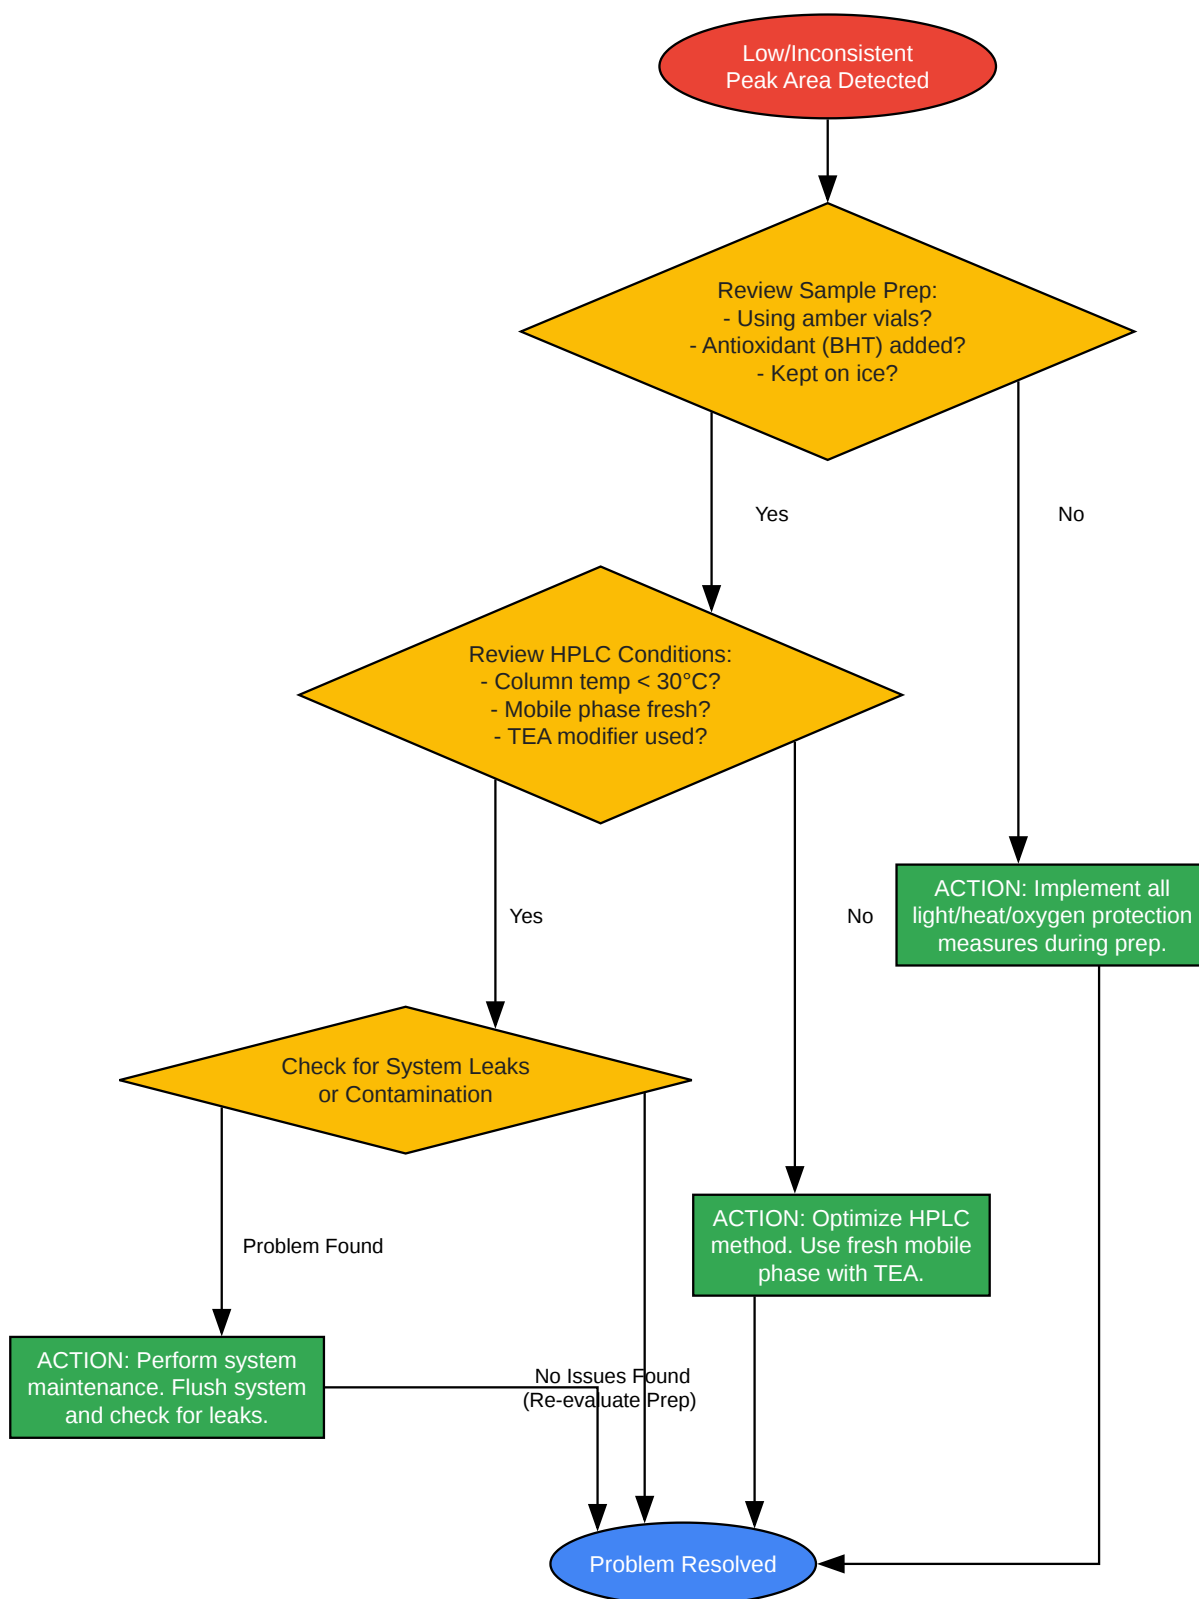 Low/Inconsistent
Peak Area Detected
Review Sample Prep:
- Using amber vials?
- Antioxidant (BHT) added?
- Kept on ice?
Yes
No
Review HPLC Conditions:
- Column temp < 30°C?
- Mobile phase fresh?
- TEA modifier used?
ACTION: Implement all
light/heat/oxygen protection
measures during prep.
Yes
No
Check for System Leaks
or Contamination
ACTION: Optimize HPLC
method. Use fresh mobile
phase with TEA.
Problem Found
ACTION: Perform system
maintenance. Flush system
and check for leaks.
No Issues Found
(Re-evaluate Prep)
Problem Resolved